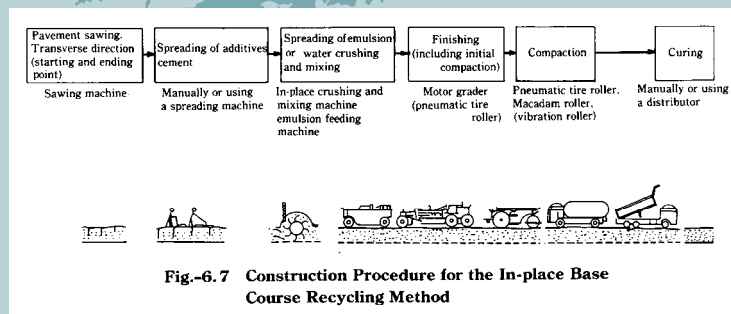 Pavement sawing.
Transverse direction
(starting and ending
point)
Spreading of additives
cement
Spreading of emulsion
or water crushing
and mixing
Finishing
(including initial
compaction)
Compaction
Curing
Sawing machine
Manually or using
a spreading machine
In-place crushing and
mixing machine
emulsion feeding
machine
Motor grader
(pneumatic tire
roller)
Pneumatic tire roller,
Macadam roller,
(vibration roller)
Manually or using
a distributor
Fig.-6.7 Construction Procedure for the In-place Base
Course Recycling Method